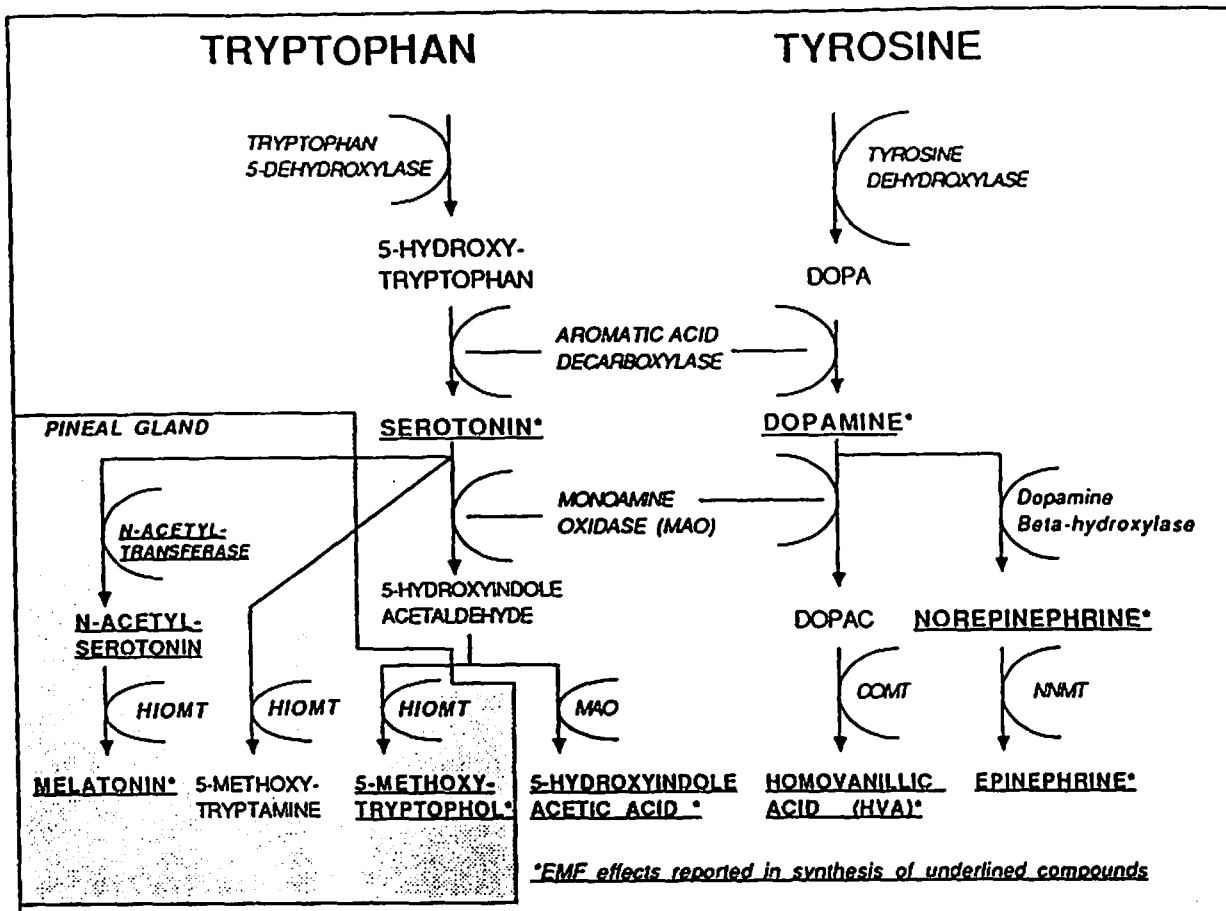 TRYPTOPHAN
TYROSINE
TRYPTOPHAN
5-DEHYDROXYLASE
TYROSINE
DEHYDROXYLASE
5-HYDROXY-
TRYPTOPHAN
DOPA
AROMATIC ACID
DECARBOXYLASE
PINEAL GLAND
SEROTONIN*
DOPAMINE*
N-ACETYL-
TRANSFERASE
MONOAMINE
OXIDASE (MAO)
Dopamine
Beta-hydroxylase
N-ACETYL-
SEROTONIN
5-HYDROXYINDOLE
ACETALDEHYDE
DOPAC
NOREPINEPHRINE*
HIOMT
HIOMT
HIOMT
MAO
COMT
NNMT
MELATONIN*
5-METHOXY-
TRYPTAMINE
5-METHOXY-
TRYPTOPHOL*
5-HYDROXYINDOLE
ACETIC ACID *
HOMOVANILLIC
ACID (HVA)*
EPINEPHRINE*
*EMF effects reported in synthesis of underlined compounds